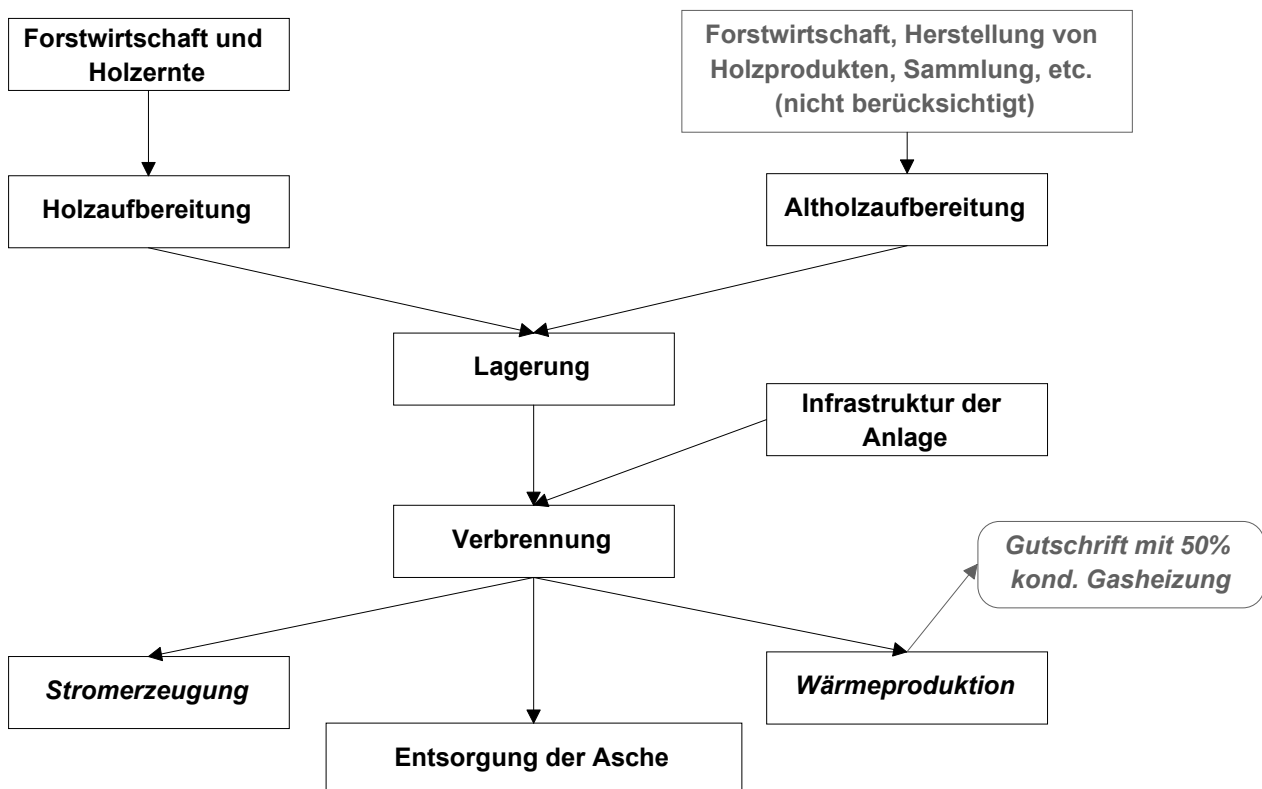 Forstwirtschaft und
Holzernte
Forstwirtschaft, Herstellung von
Holzprodukten, Sammlung, etc.
(nicht berücksichtigt)
Holzaufbereitung
Altholzaufbereitung
Lagerung
Infrastruktur der
Anlage
Verbrennung
Gutschrift mit 50%
kond. Gasheizung
Stromerzeugung
Wärmeproduktion
Entsorgung der Asche